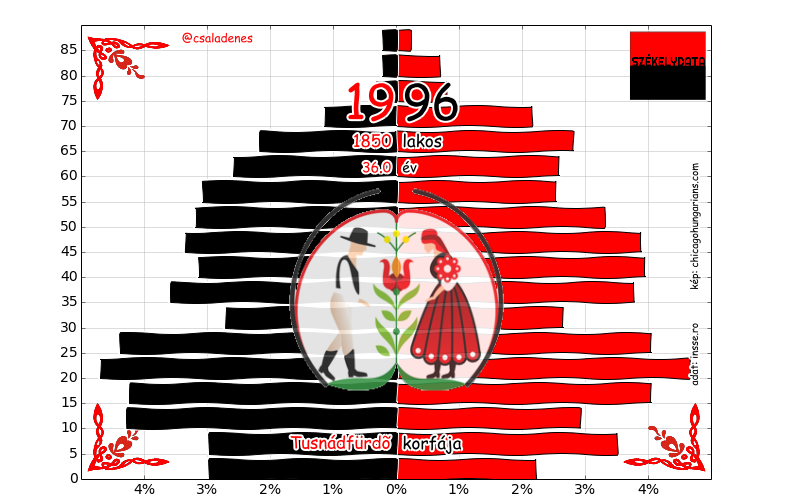 @csaladenes
SZÉKELYDATA
1996
1850 lakos
36.0 év
kép: chicagohungarians.com
adat: insse.ro
Tusnádfürdő korfája
85
80
75
70
65
60
55
50
45
40
35
30
25
20
15
10
5
0
4% 3% 2% 1% 0% 1% 2% 3% 4%